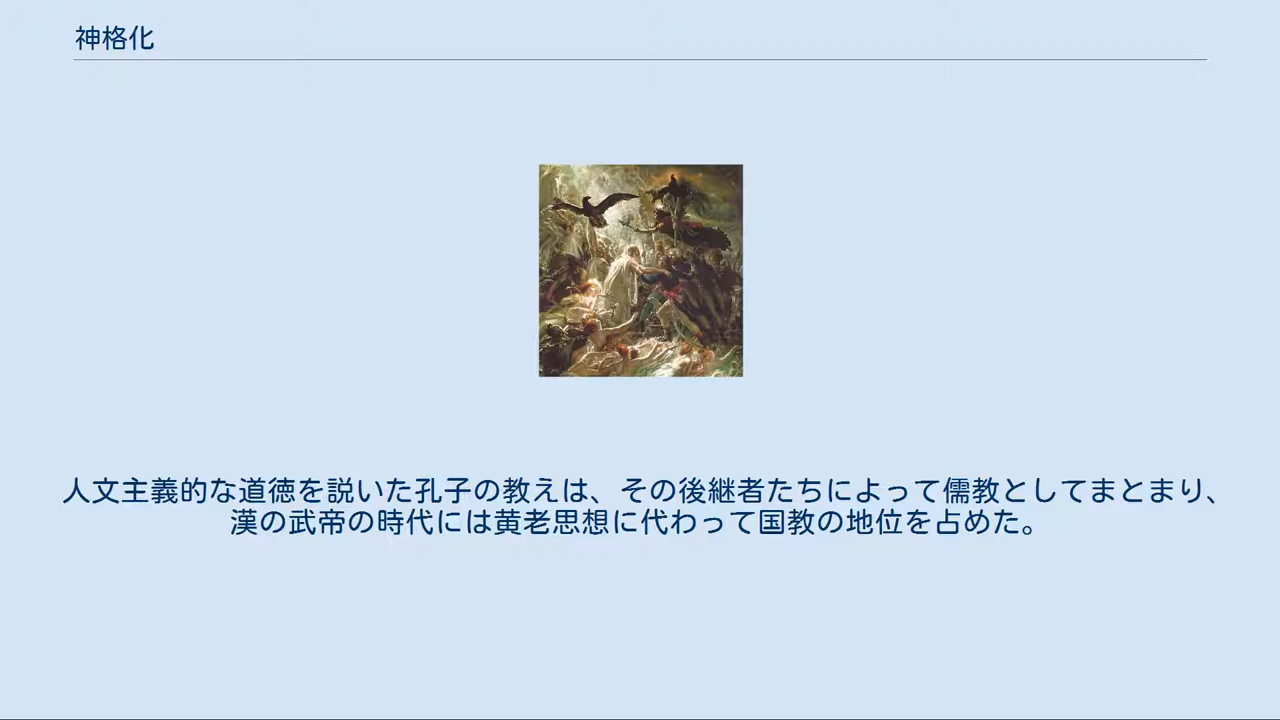 神格化
人文主義的な道徳を説いた孔子の教えは、その後継者たちによって儒教としてまとまり、
漢の武帝の時代には黄老思想に代わって国教の地位を占めた。